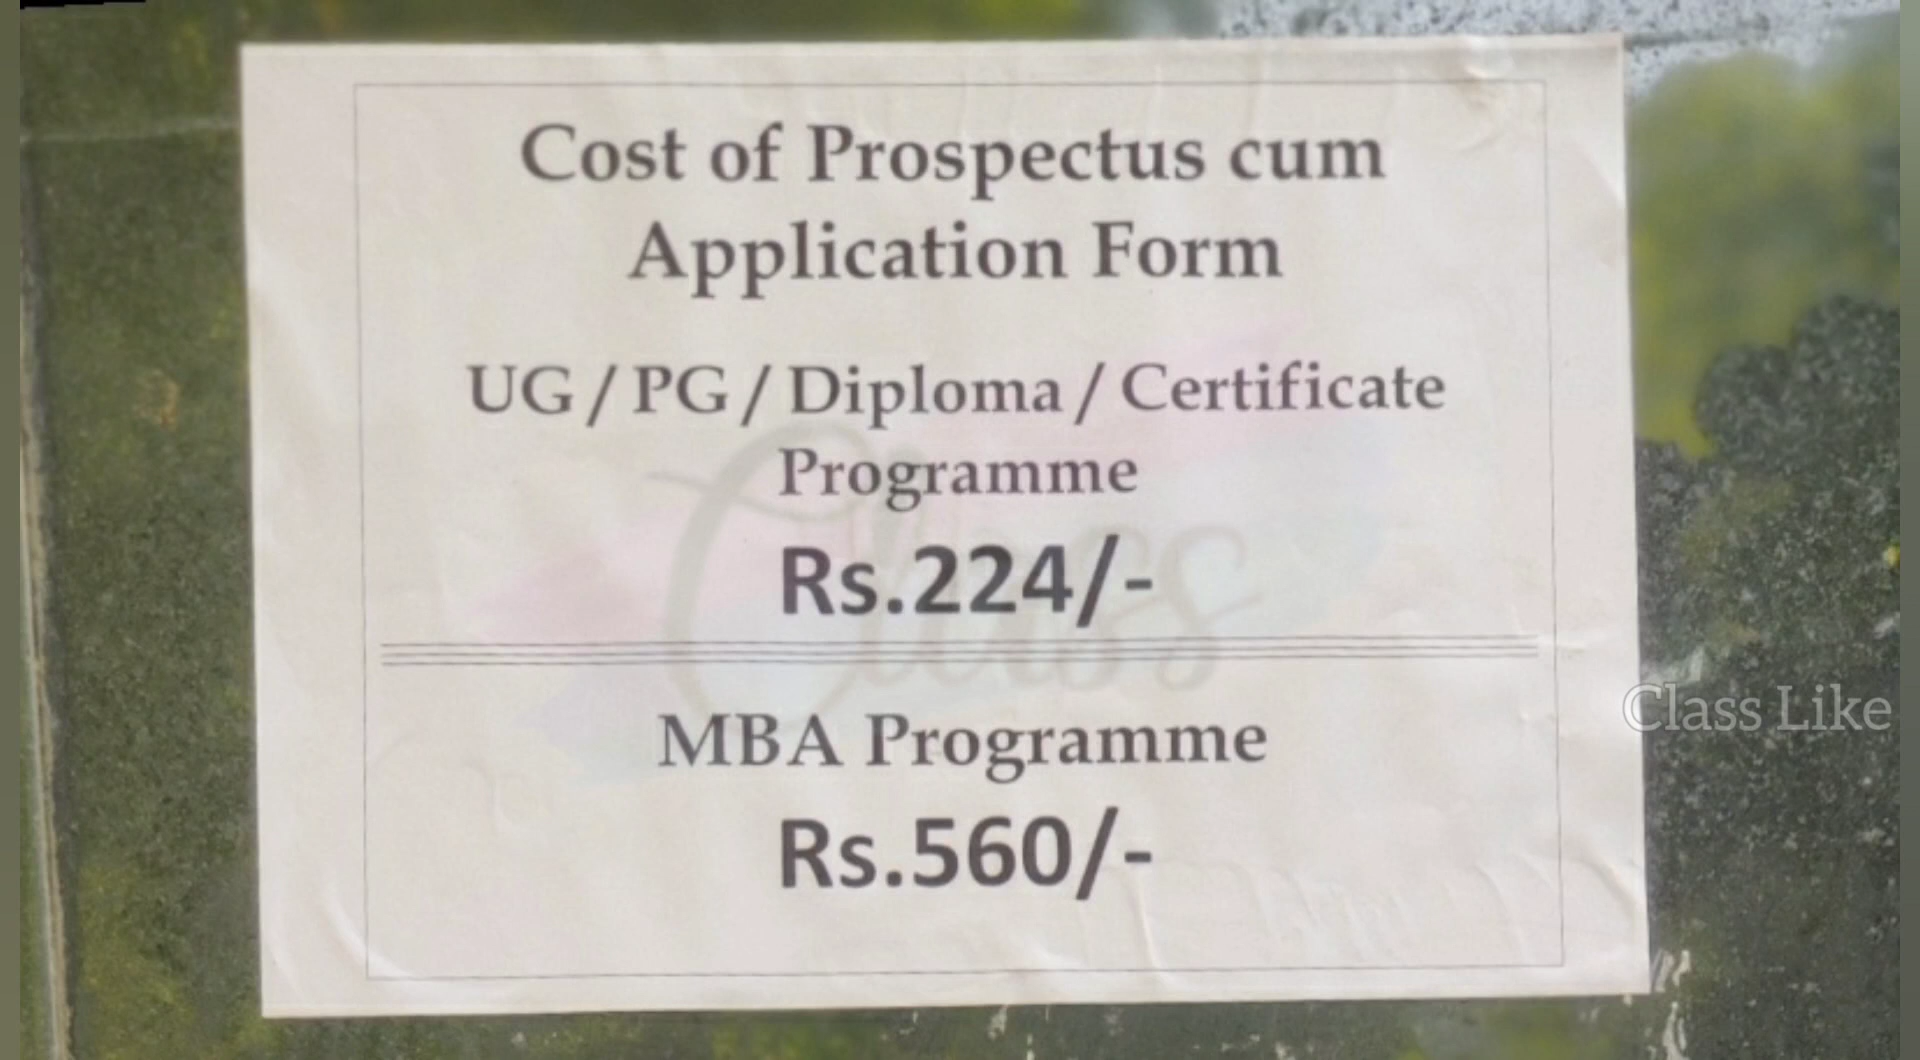 Cost of Prospectus cum
Application Form
UG / PG / Diploma / Certificate
Programme
Rs.224/-
MBA Programme
Rs.560/-
Class Like
Class